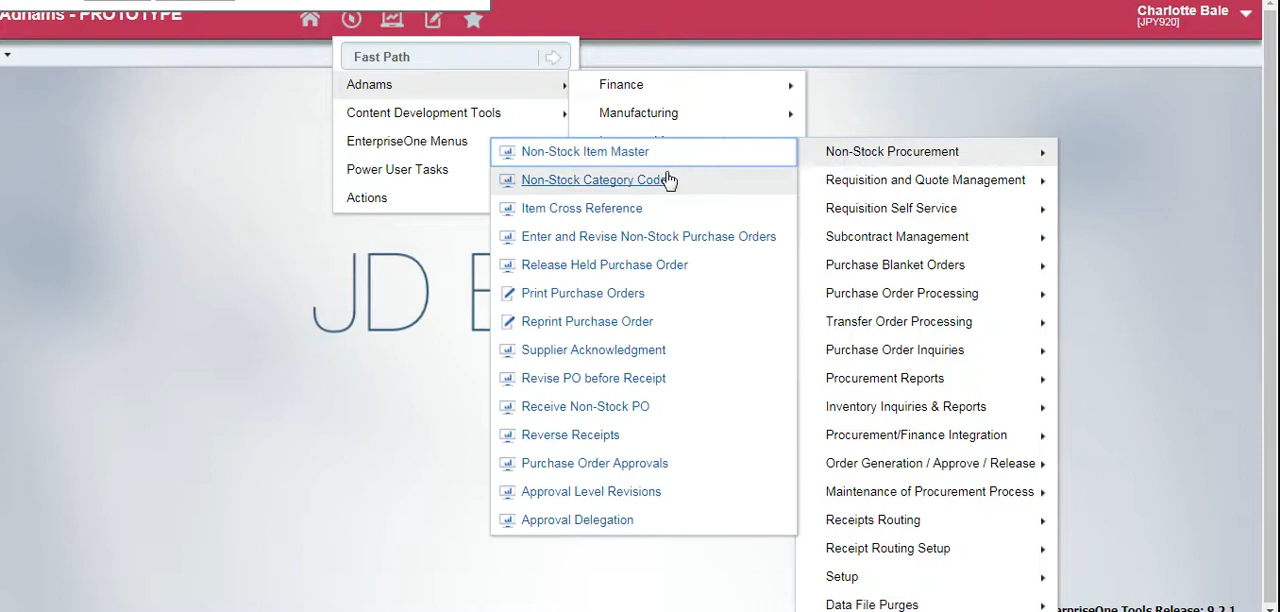 Adnams - PROTOTYPE
Charlotte Bale
[JPY920]
Fast Path
Adnams
Content Development Tools
EnterpriseOne Menus
Power User Tasks
Actions
Finance
Manufacturing
Non-Stock Item Master
Non-Stock Category Code
Item Cross Reference
Enter and Revise Non-Stock Purchase Orders
Release Held Purchase Order
Print Purchase Orders
Reprint Purchase Order
Supplier Acknowledgment
Revise PO before Receipt
Receive Non-Stock PO
Reverse Receipts
Purchase Order Approvals
Approval Level Revisions
Approval Delegation
Non-Stock Procurement
Requisition and Quote Management
Requisition Self Service
Subcontract Management
Purchase Blanket Orders
Purchase Order Processing
Transfer Order Processing
Purchase Order Inquiries
Procurement Reports
Inventory Inquiries & Reports
Procurement/Finance Integration
Order Generation / Approve / Release
Maintenance of Procurement Process
Receipts Routing
Receipt Routing Setup
Setup
Data File Purges
JD E
erpriseOne Tools Release: 9.2.1